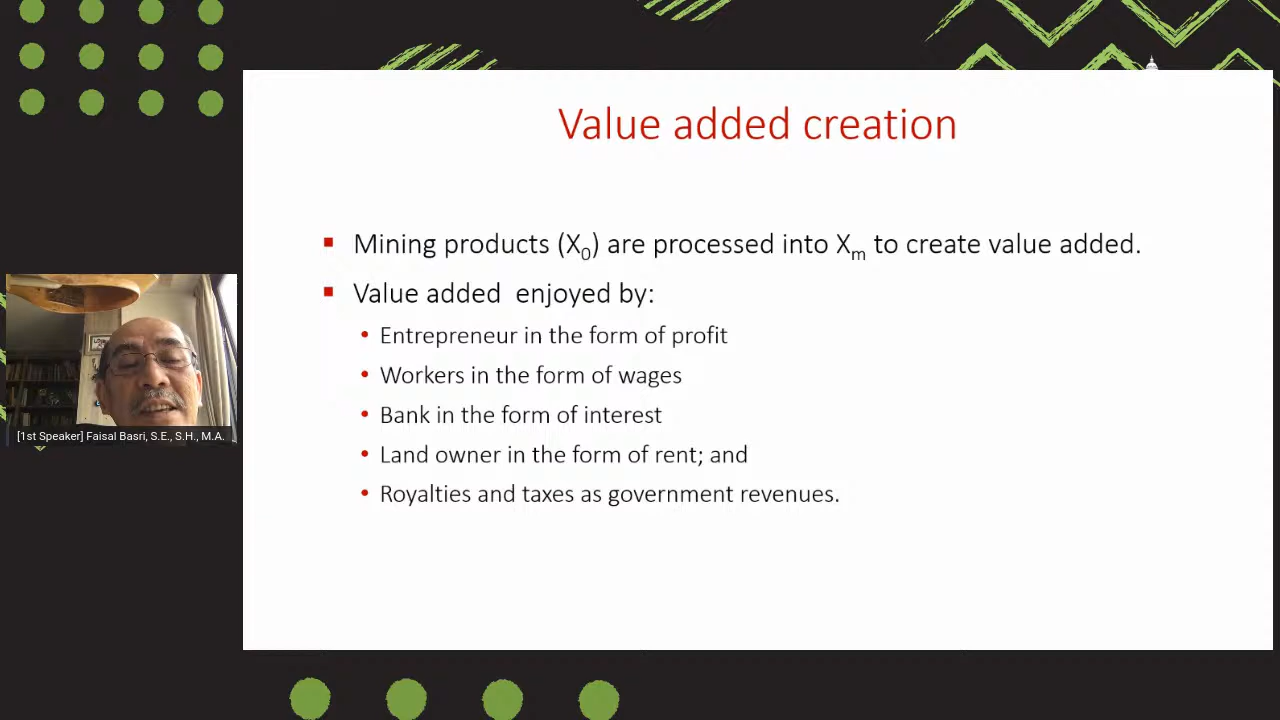 Value added creation
Mining products (X₀) are processed into Xₘ to create value added.
Value added enjoyed by:
Entrepreneur in the form of profit
Workers in the form of wages
Bank in the form of interest
Land owner in the form of rent; and
Royalties and taxes as government revenues.
[1st Speaker] Faisal Basri, S.E., S.H., M.A.